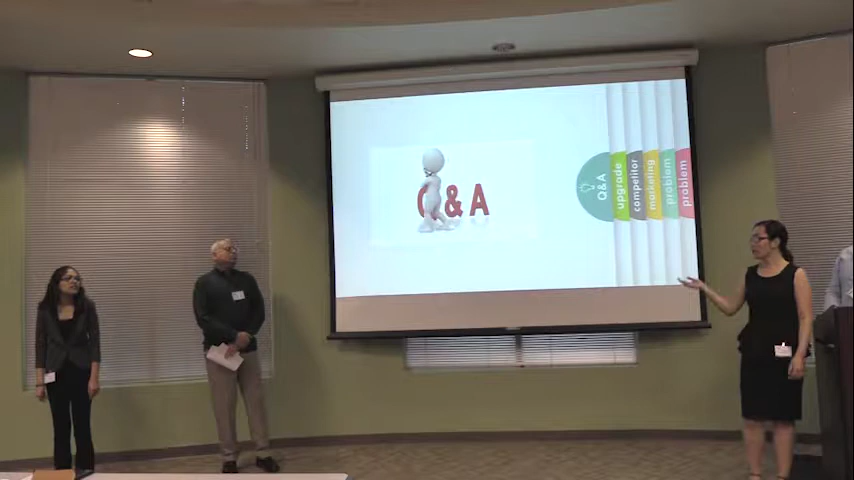 Q & A
Q&A
upgrade
competitor
marketing
problem
problem